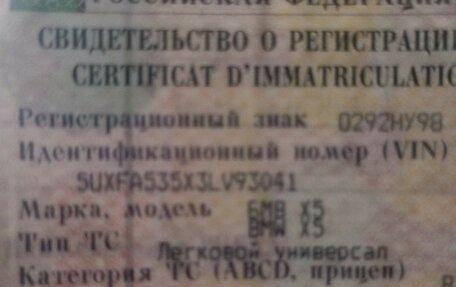 РОССИЙСКАЯ ФЕДЕРАЦИЯ
СВИДЕТЕЛЬСТВО О РЕГИСТРАЦИИ
CERTIFICAT D'IMMATRICULATIO
Регистрационный знак О292НУ98
Идентификационный номер (VIN)
5UXFA535X3LV93041
Марка, модель БМВ Х5
BMW X5
Тип ТС Легковой универсал
Категория ТС (ABCD, прицеп)